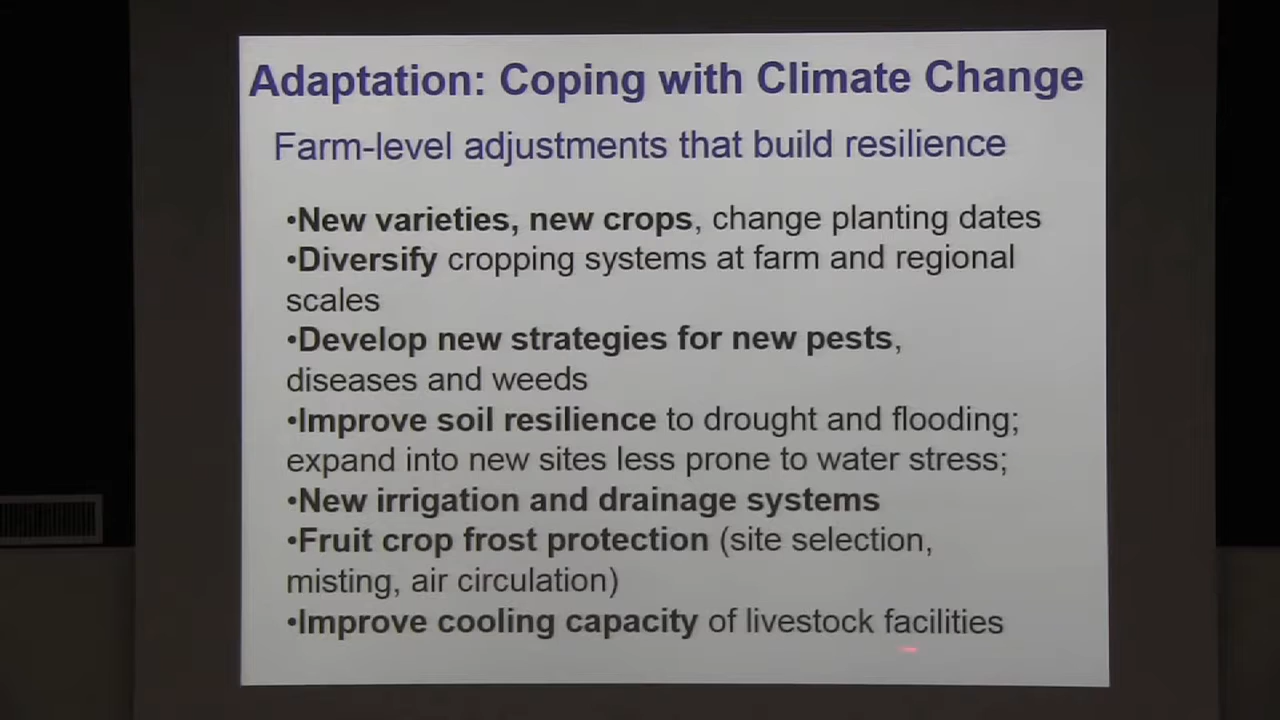 Adaptation: Coping with Climate Change
Farm-level adjustments that build resilience
•New varieties, new crops, change planting dates
•Diversify cropping systems at farm and regional
scales
•Develop new strategies for new pests,
diseases and weeds
•Improve soil resilience to drought and flooding;
expand into new sites less prone to water stress;
•New irrigation and drainage systems
•Fruit crop frost protection (site selection,
misting, air circulation)
•Improve cooling capacity of livestock facilities